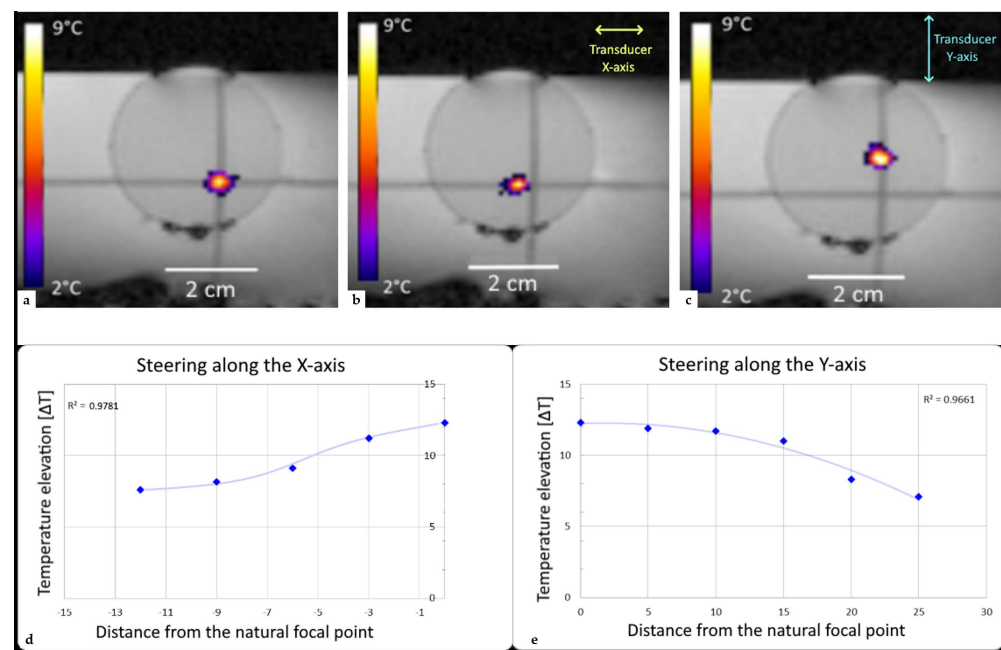 9°C
2°C
2 cm
a
9°C
Transducer
X-axis
2°C
2 cm
b
9°C
Transducer
Y-axis
2°C
2 cm
c
Steering along the X-axis
R² = 0.9781
Temperature elevation [ΔT]
15
10
5
0
-15 -13 -11 -9 -7 -5 -3 -1
Distance from the natural focal point
d
Steering along the Y-axis
R² = 0.9661
Temperature elevation [ΔT]
15
10
5
0
0 5 10 15 20 25 30
Distance from the natural focal point
e